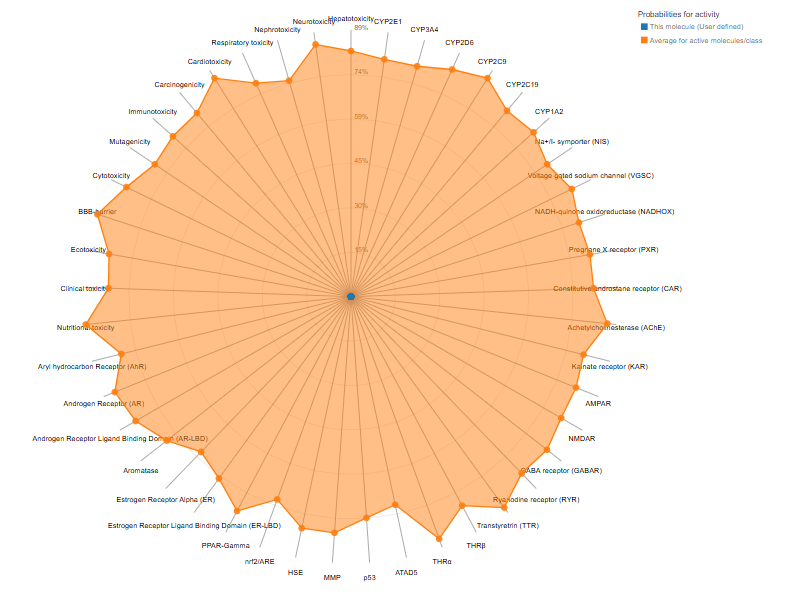 Probabilities for activity
This molecule (User defined)
Average for active molecules/class
Hepatotoxicity
Neurotoxicity
CYP2E1
89%
Nephrotoxicity
CYP3A4
Respiratory toxicity
CYP2D6
Cardiotoxicity
CYP2C9
74%
Carcinogenicity
CYP2C19
Immunotoxicity
CYP1A2
59%
Mutagenicity
Na+/I- symporter (NIS)
45%
Cytotoxicity
Voltage gated sodium channel (VGSC)
30%
BBB-barrier
NADH-quinone oxidoreductase (NADHOX)
Ecotoxicity
Pregnane X receptor (PXR)
15%
Clinical toxicity
Constitutive androstane receptor (CAR)
Nutritional toxicity
Achetylcholinesterase (AChE)
Aryl hydrocarbon Receptor (AhR)
Kainate receptor (KAR)
Androgen Receptor (AR)
AMPAR
Androgen Receptor Ligand Binding Domain (AR-LBD)
NMDAR
Aromatase
GABA receptor (GABAR)
Estrogen Receptor Alpha (ER)
Ryanodine receptor (RYR)
Estrogen Receptor Ligand Binding Domain (ER-LBD)
Transtyretrin (TTR)
PPAR-Gamma
THRβ
nrf2/ARE
THRα
HSE
ATAD5
MMP
p53